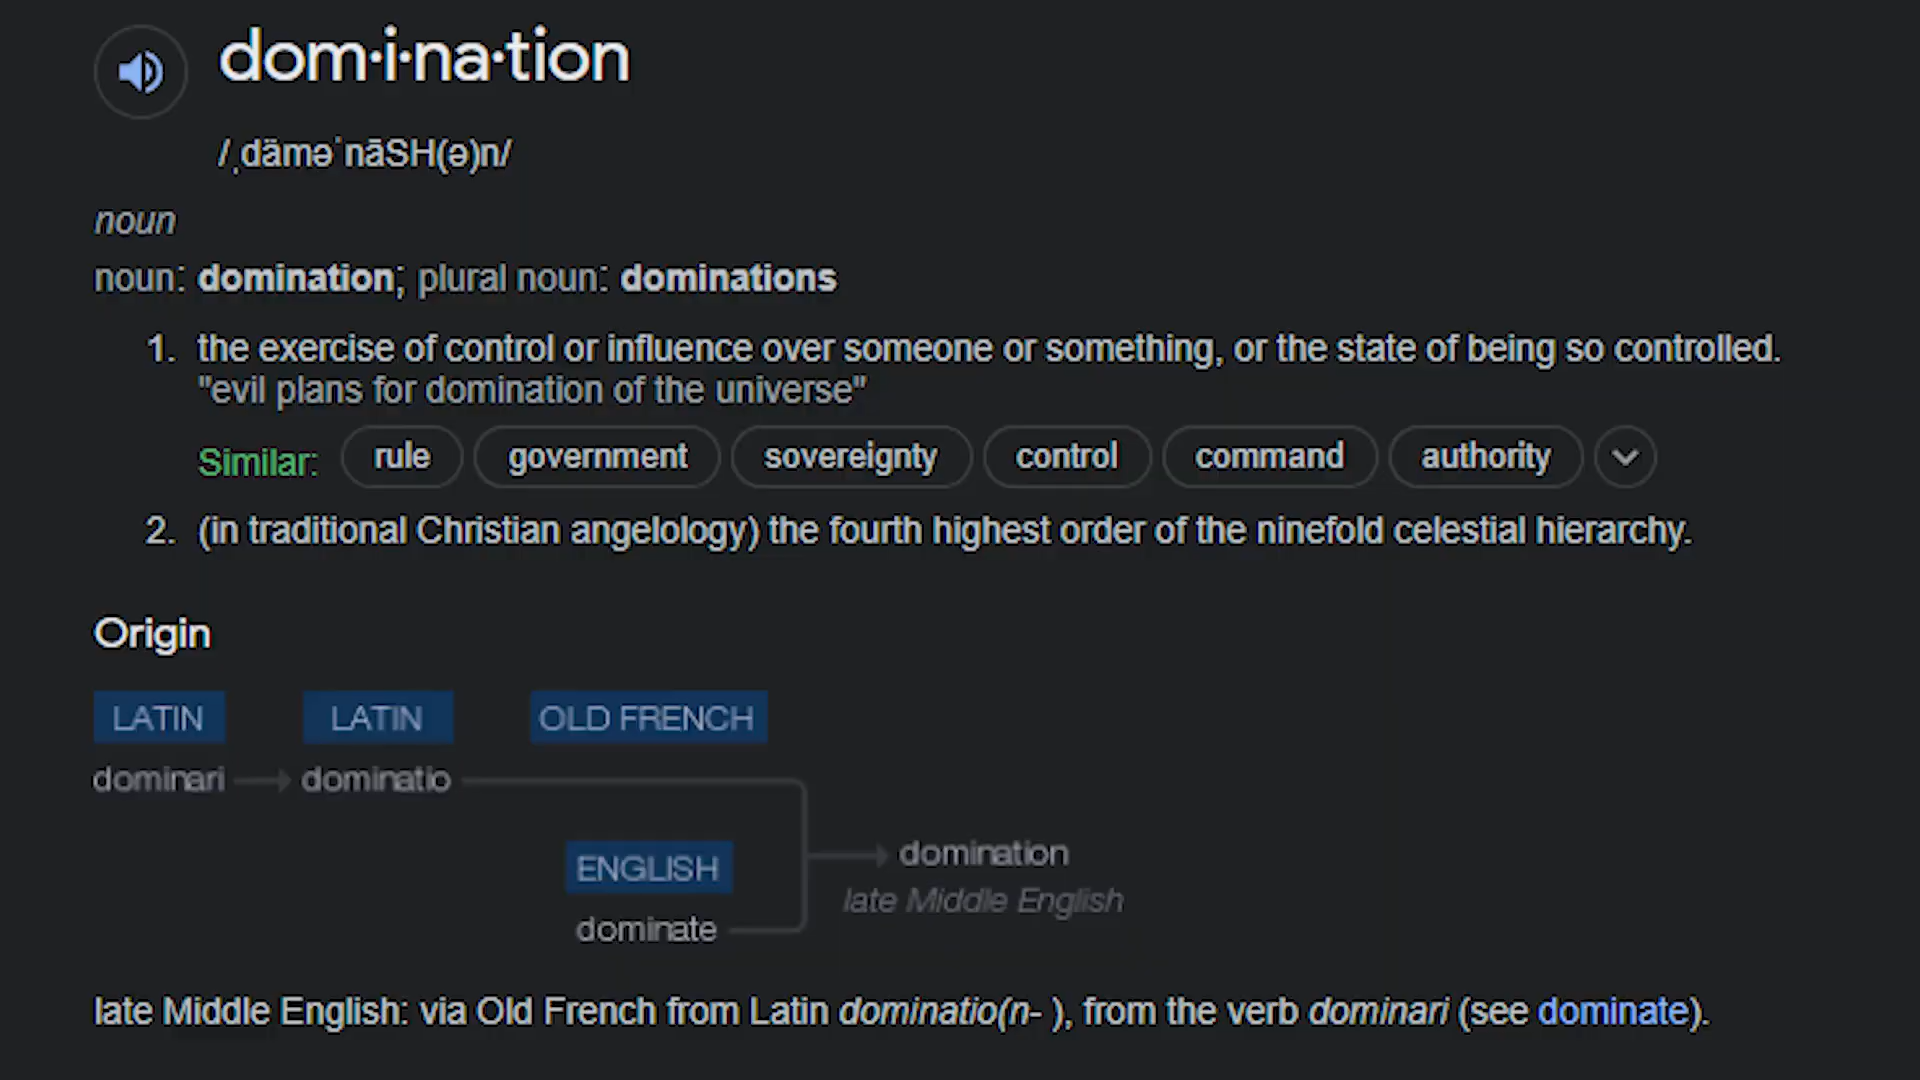 dom·i·na·tion
/ˌdäməˈnāSH(ə)n/
noun
noun: domination; plural noun: dominations
1. the exercise of control or influence over someone or something, or the state of being so controlled.
"evil plans for domination of the universe"
Similar: rule government sovereignty control command authority
2. (in traditional Christian angelology) the fourth highest order of the ninefold celestial hierarchy.
Origin
LATIN LATIN OLD FRENCH
dominari dominatio
domination
ENGLISH
late Middle English
dominate
late Middle English: via Old French from Latin dominatio(n- ), from the verb dominari (see dominate).